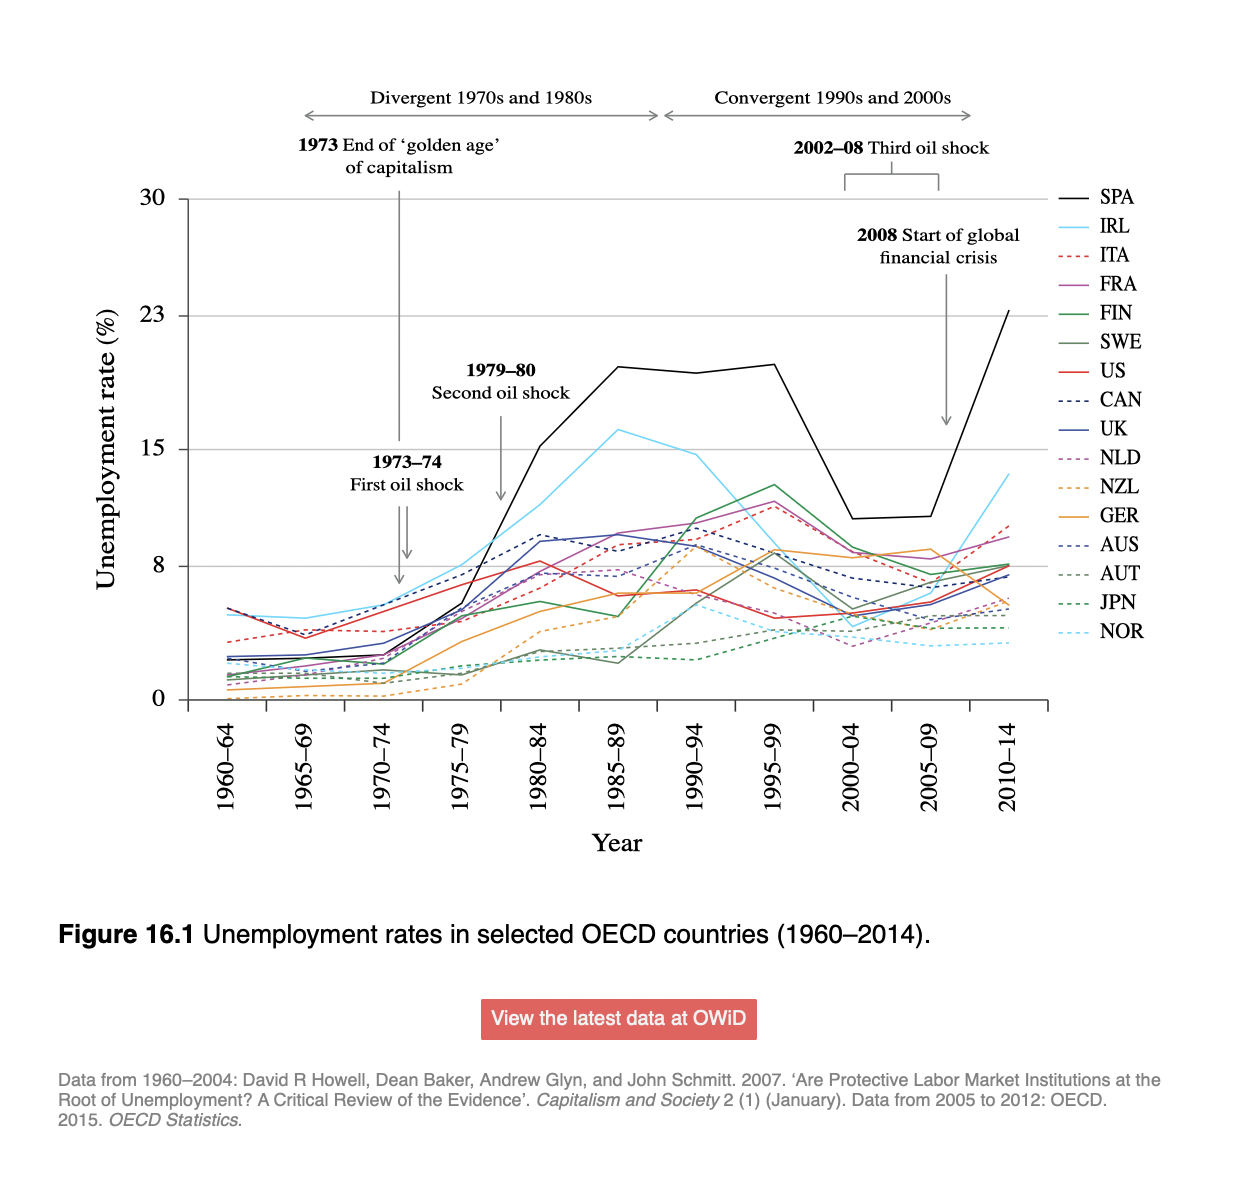 Divergent 1970s and 1980s
Convergent 1990s and 2000s
1973 End of ‘golden age’
of capitalism
2002–08 Third oil shock
2008 Start of global
financial crisis
1979–80
Second oil shock
1973–74
First oil shock
Unemployment rate (%)
30
23
15
8
0
SPA
IRL
ITA
FRA
FIN
SWE
US
CAN
UK
NLD
NZL
GER
AUS
AUT
JPN
NOR
1960–64
1965–69
1970–74
1975–79
1980–84
1985–89
1990–94
1995–99
2000–04
2005–09
2010–14
Year
Figure 16.1 Unemployment rates in selected OECD countries (1960–2014).
View the latest data at OWiD
Data from 1960–2004: David R Howell, Dean Baker, Andrew Glyn, and John Schmitt. 2007. ‘Are Protective Labor Market Institutions at the
Root of Unemployment? A Critical Review of the Evidence’. Capitalism and Society 2 (1) (January). Data from 2005 to 2012: OECD.
2015. OECD Statistics.